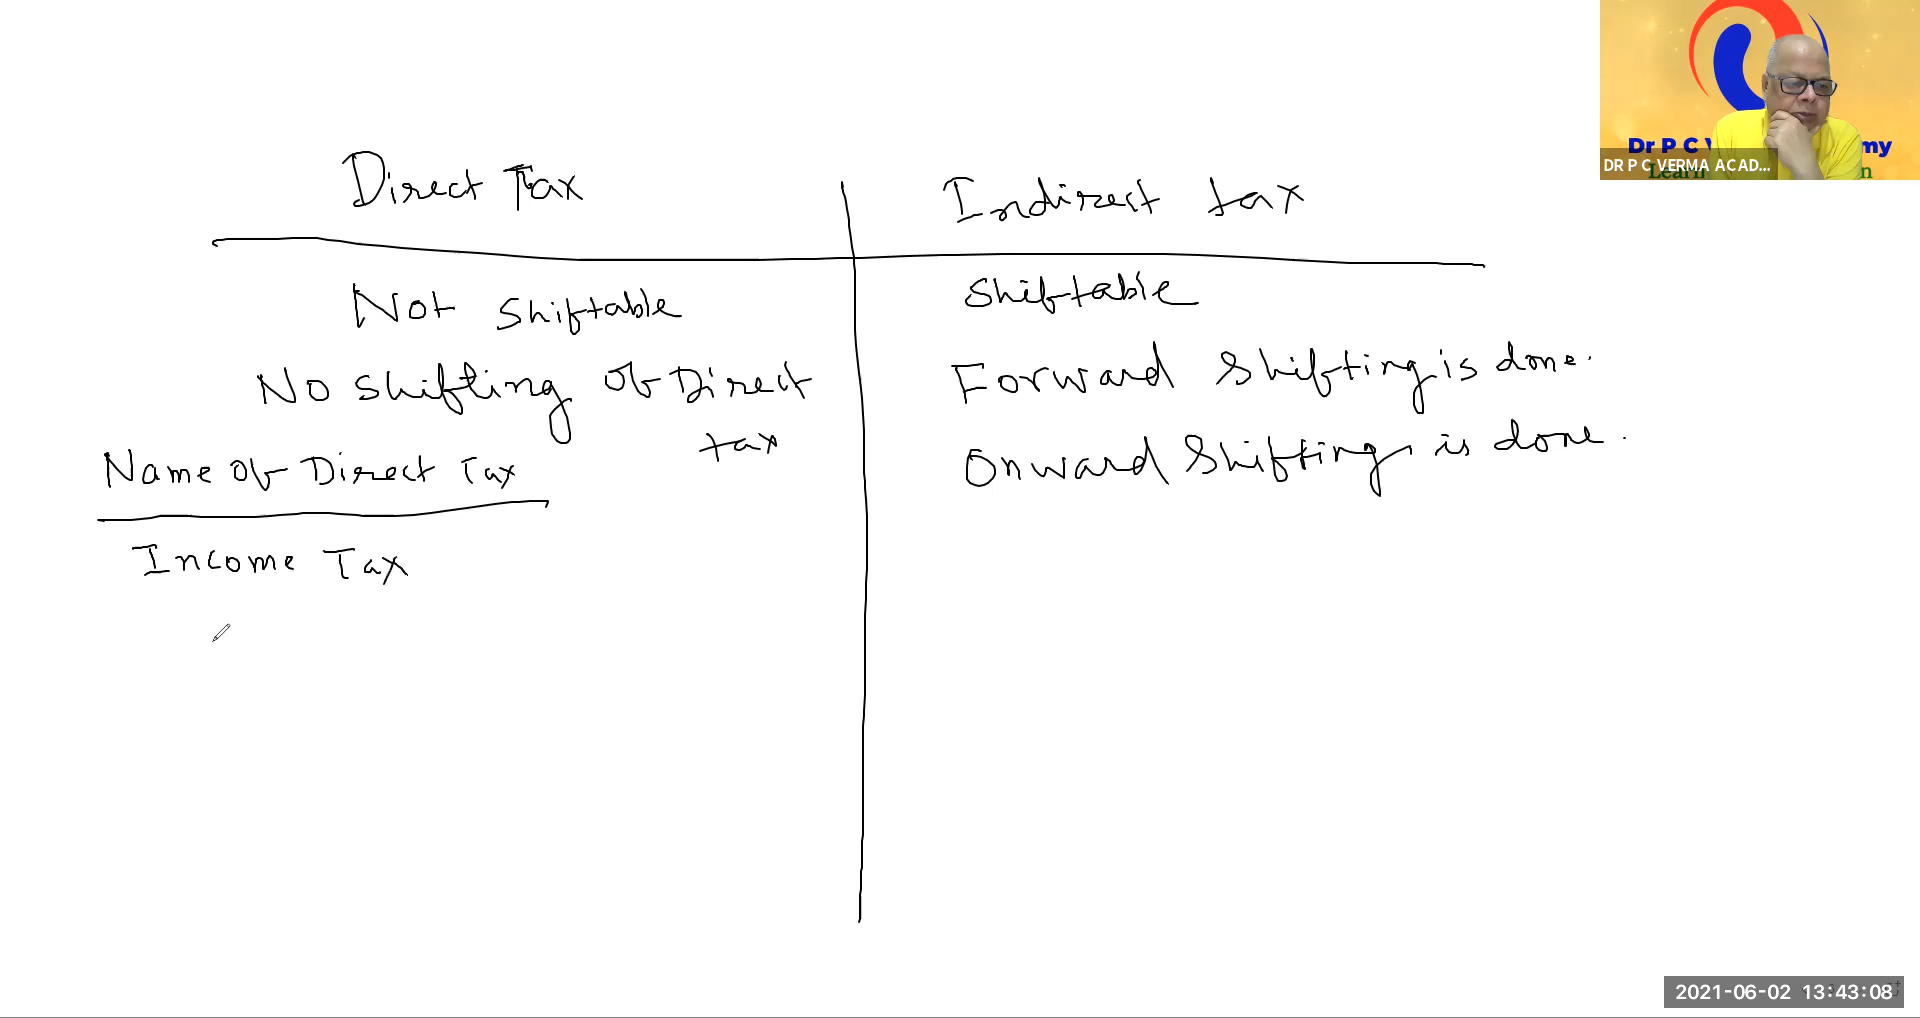 Direct Tax
Indirect tax
Not Shiftable
Shiftable
No Shifting of Direct
tax
Forward Shifting is done.
Onward Shifting is done.
Name of Direct Tax
Income Tax
Dr P C
my
DR P C VERMA ACAD...
Learn
n
2021-06-02 13:43:08